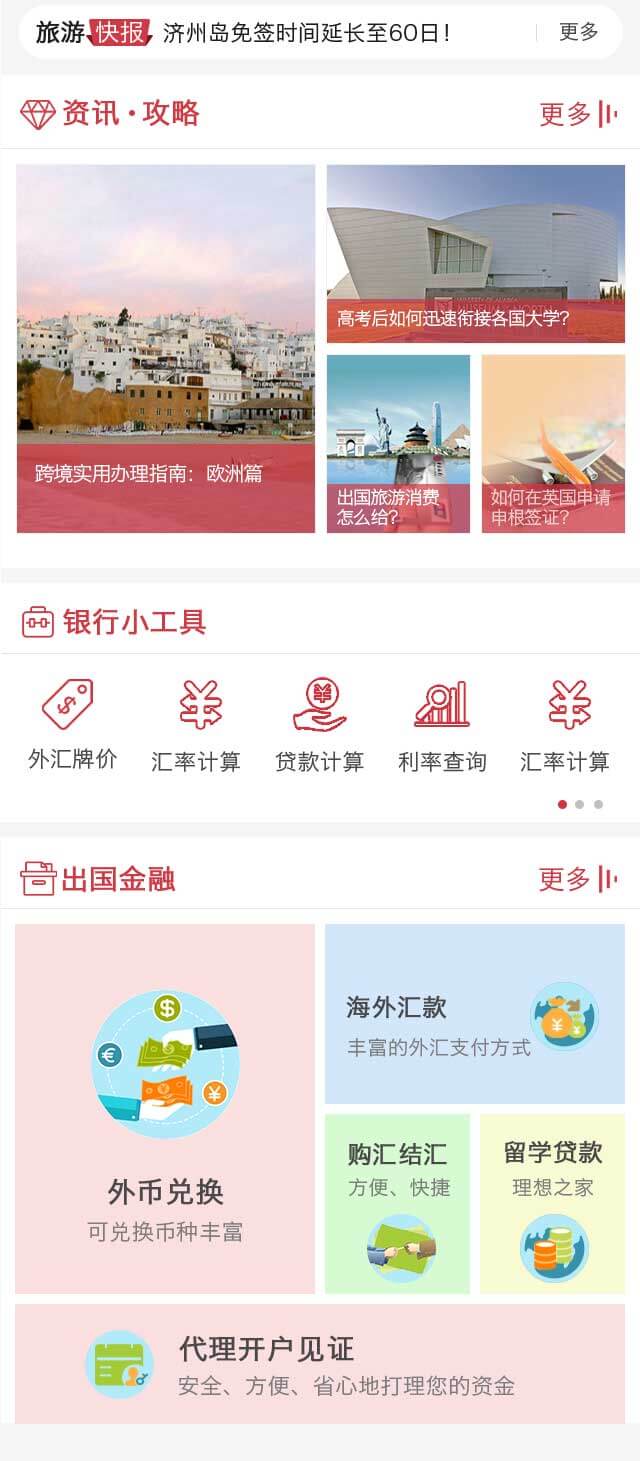 旅游快报 济州岛免签时间延长至60日! 更多
资讯·攻略 更多
高考后如何迅速衔接各国大学?
跨境实用办理指南: 欧洲篇
出国旅游消费
怎么给?
如何在英国申请
申根签证?
银行小工具
外汇牌价 汇率计算 贷款计算 利率查询 汇率计算
出国金融 更多
海外汇款
丰富的外汇支付方式
外币兑换
可兑换币种丰富
购汇结汇
方便、快捷
留学贷款
理想之家
代理开户见证
安全、方便、省心地打理您的资金